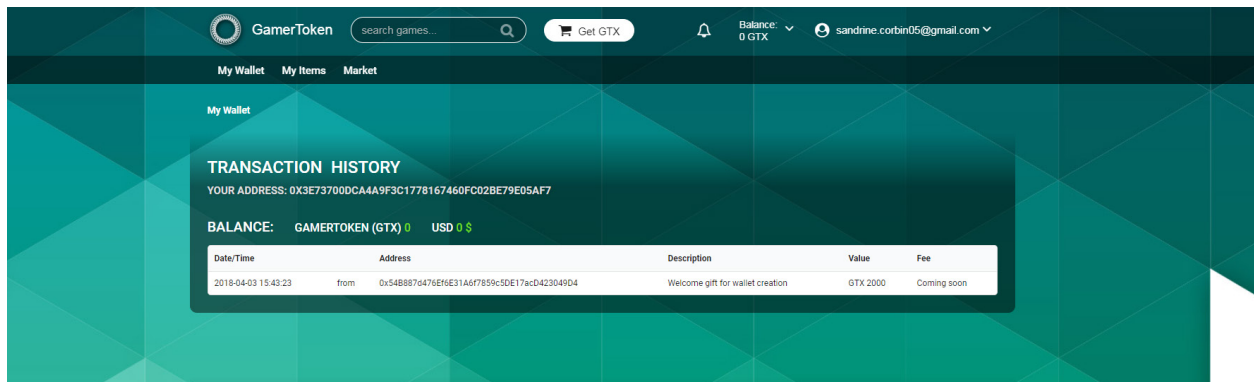 GamerToken search games... Get GTX Balance: 0 GTX sandrine.corbin05@gmail.com
My Wallet My Items Market
My Wallet
TRANSACTION HISTORY
YOUR ADDRESS: 0X3E73700DCA4A9F3C1778167460FC02BE79E05AF7
BALANCE: GAMERTOKEN (GTX) 0 USD 0 $
Date/Time Address Description Value Fee
2018-04-03 15:43:23 from 0x54B887d476Ef6E31A6f7859c5DE17acD423049D4 Welcome gift for wallet creation GTX 2000 Coming soon